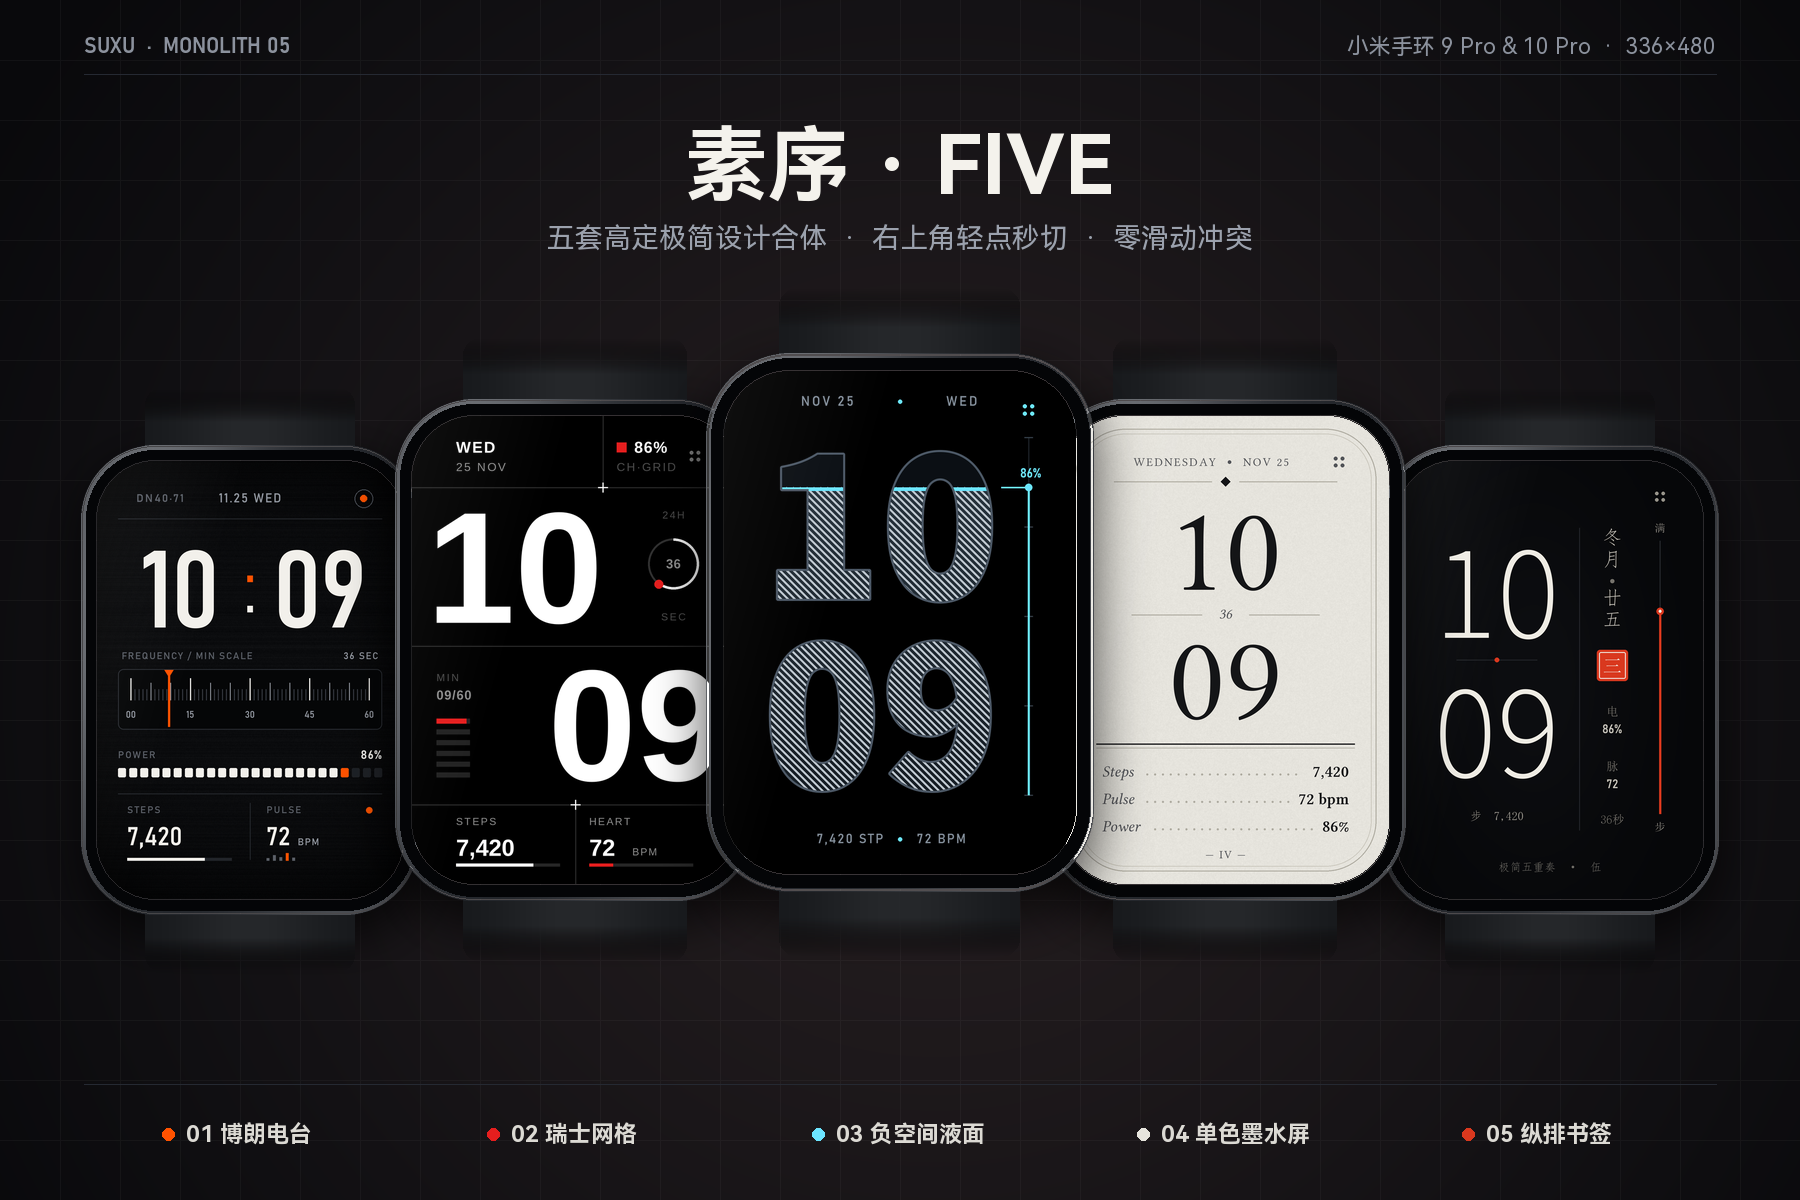 SUXU · MONOLITH 05
小米手环 9 Pro & 10 Pro · 336×480
素序 · FIVE
五套高定极简设计合体 · 右上角轻点秒切 · 零滑动冲突
DN40·71 11.25 WED
10 : 09
FREQUENCY / MIN SCALE 36 SEC
00 15 30 45 60
POWER 86%
STEPS PULSE
7,420 72 BPM
WED 86%
25 NOV CH·GRID
24H
10 36
SEC
MIN
09/60
09
STEPS HEART
7,420 72 BPM
NOV 25 • WED
86%
10
09
7,420 STP • 72 BPM
WEDNESDAY • NOV 25
10
36
09
Steps 7,420
Pulse 72 bpm
Power 86%
— IV —
满
10
09
冬月·廿五
三
电
86%
脉
72
36秒
步 7,420
步
极简五重奏 · 伍
01 博朗电台
02 瑞士网格
03 负空间液面
04 单色墨水屏
05 纵排书签